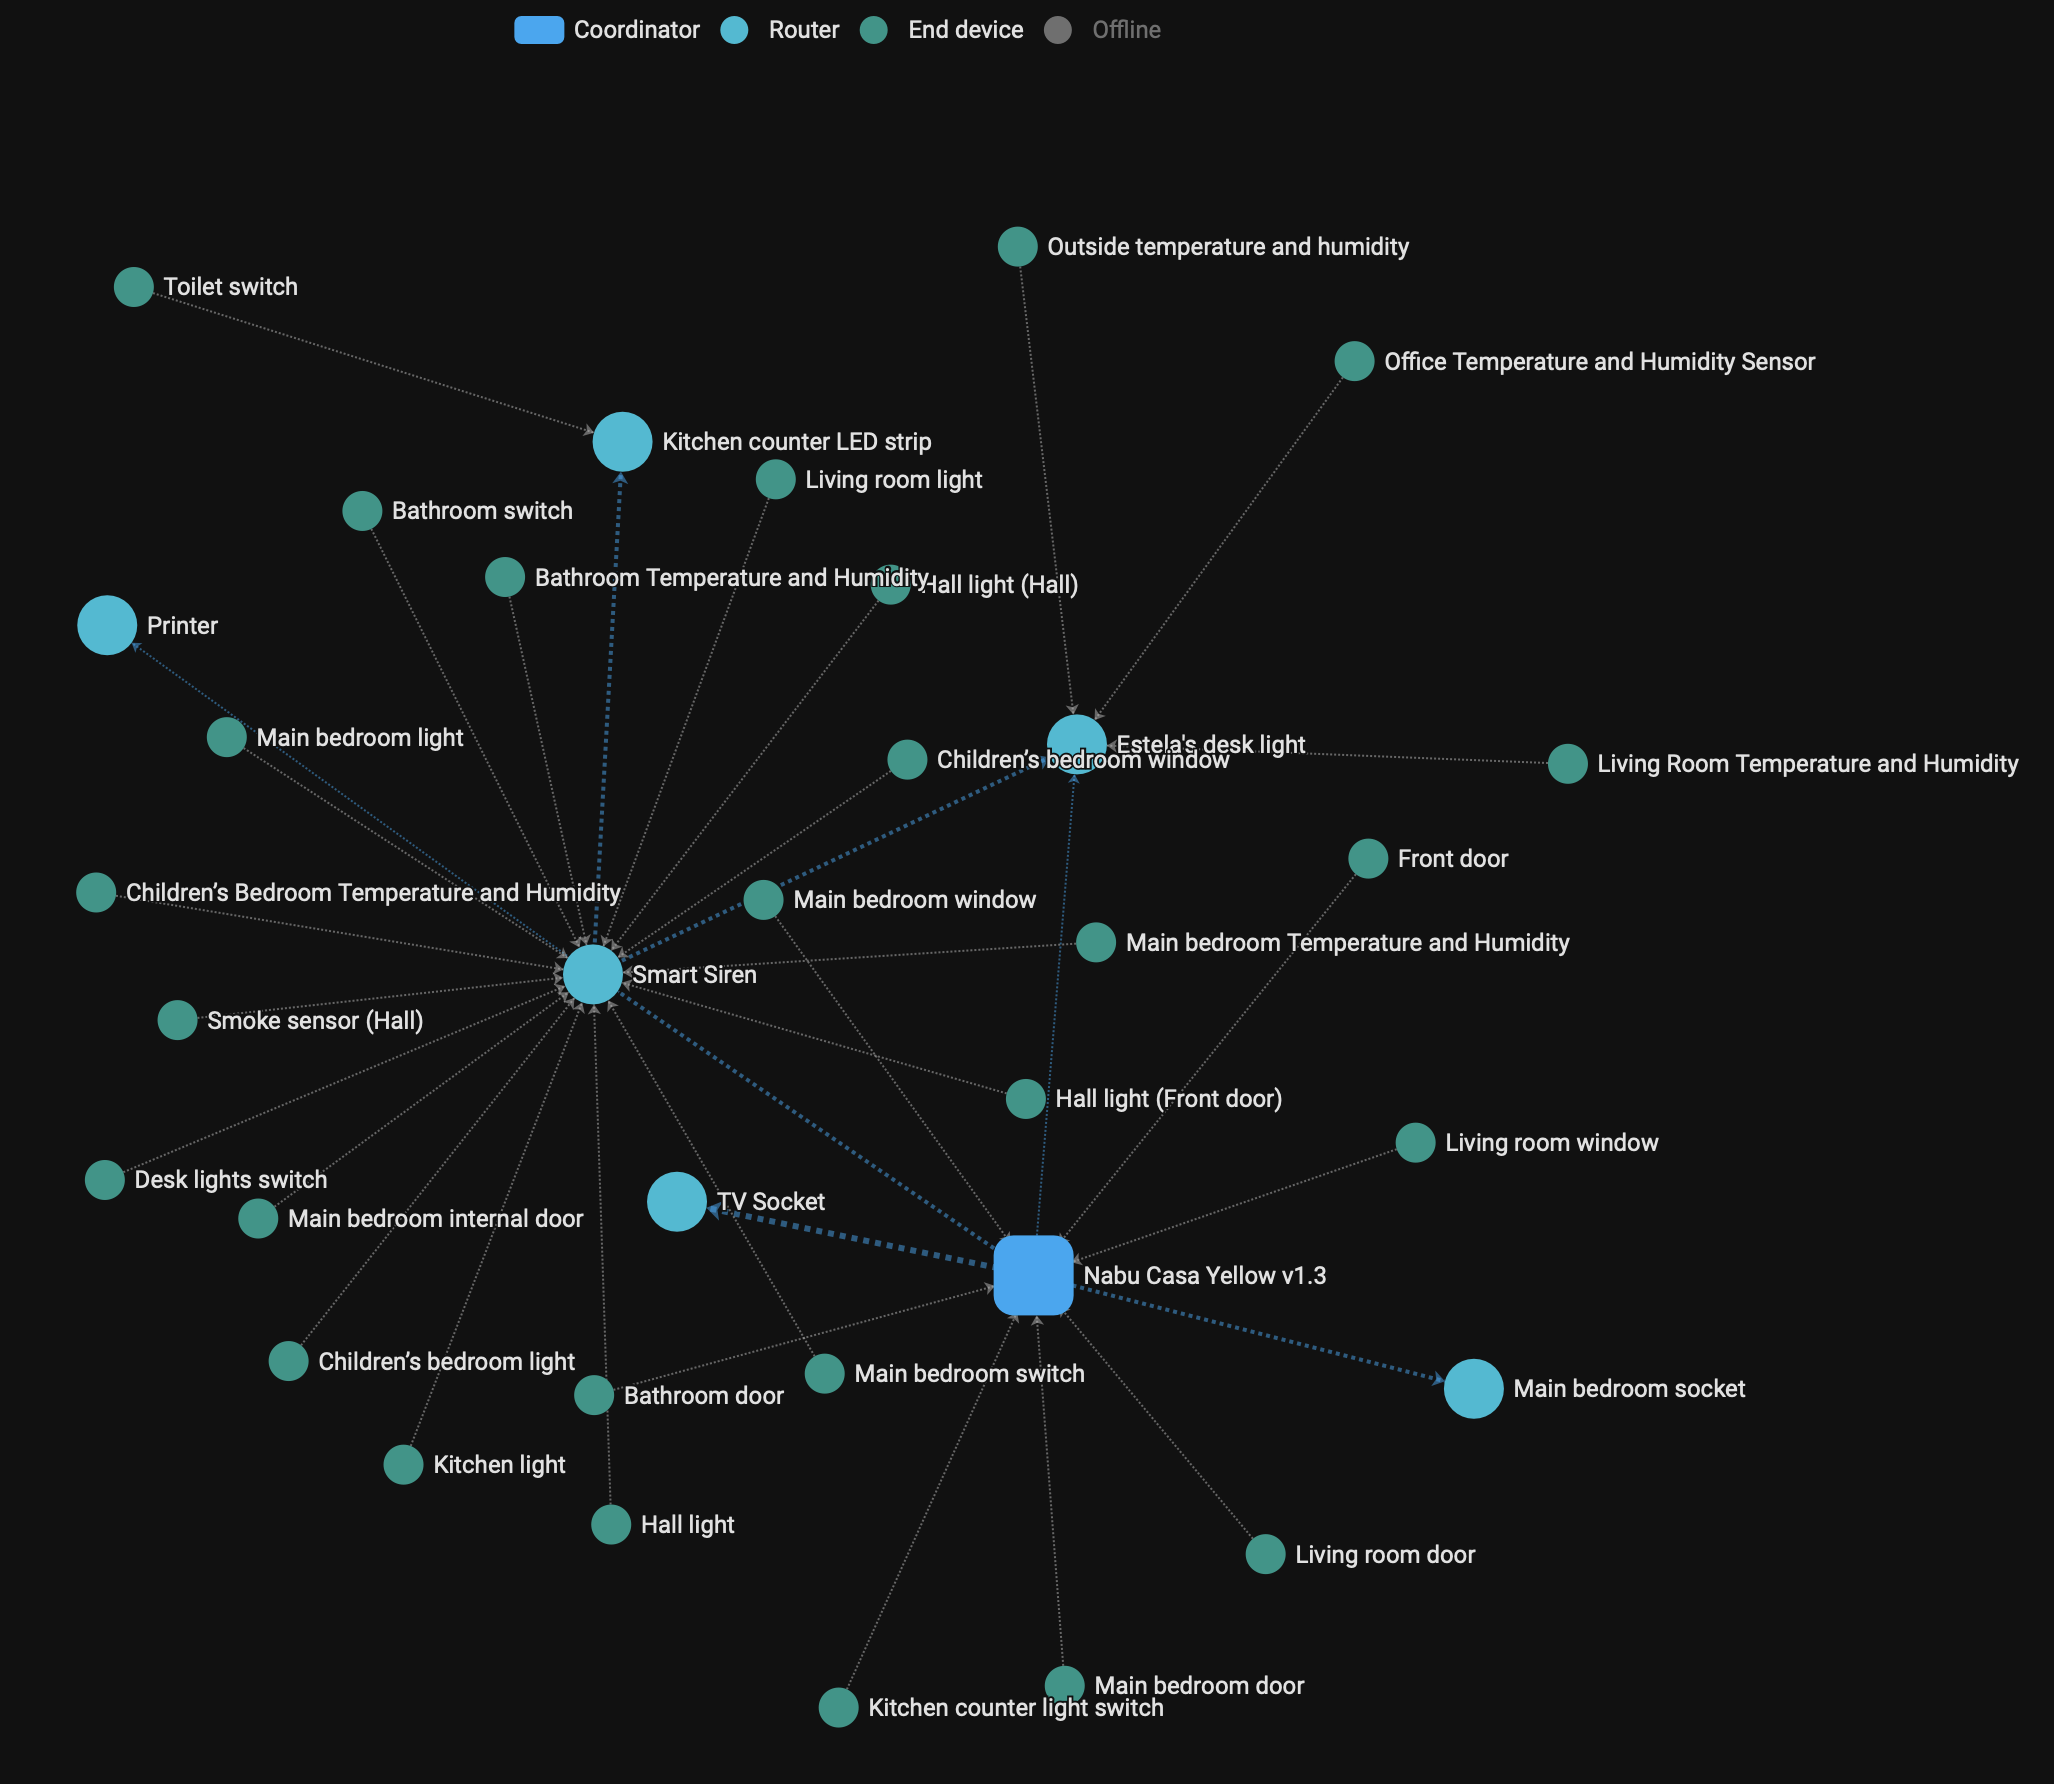 Coordinator
Router
End device
Offline
Outside temperature and humidity
Toilet switch
Office Temperature and Humidity Sensor
Kitchen counter LED strip
Living room light
Bathroom switch
Bathroom Temperature and Humidity
Hall light (Hall)
Printer
Main bedroom light
Estela's desk light
Children’s bedroom window
Living Room Temperature and Humidity
Front door
Children’s Bedroom Temperature and Humidity
Main bedroom window
Main bedroom Temperature and Humidity
Smart Siren
Smoke sensor (Hall)
Hall light (Front door)
Living room window
Desk lights switch
TV Socket
Main bedroom internal door
Nabu Casa Yellow v1.3
Children’s bedroom light
Main bedroom switch
Main bedroom socket
Bathroom door
Kitchen light
Hall light
Living room door
Main bedroom door
Kitchen counter light switch